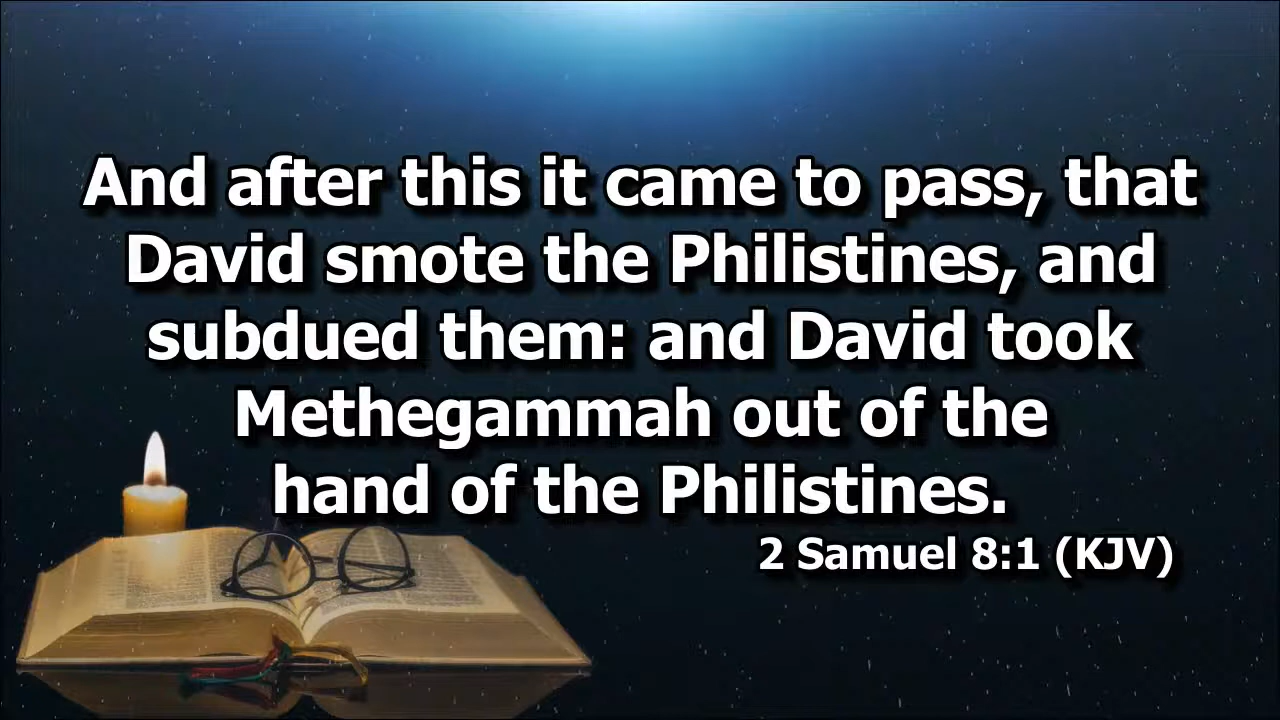 And after this it came to pass, that
David smote the Philistines, and
subdued them: and David took
Methegammah out of the
hand of the Philistines.
2 Samuel 8:1 (KJV)